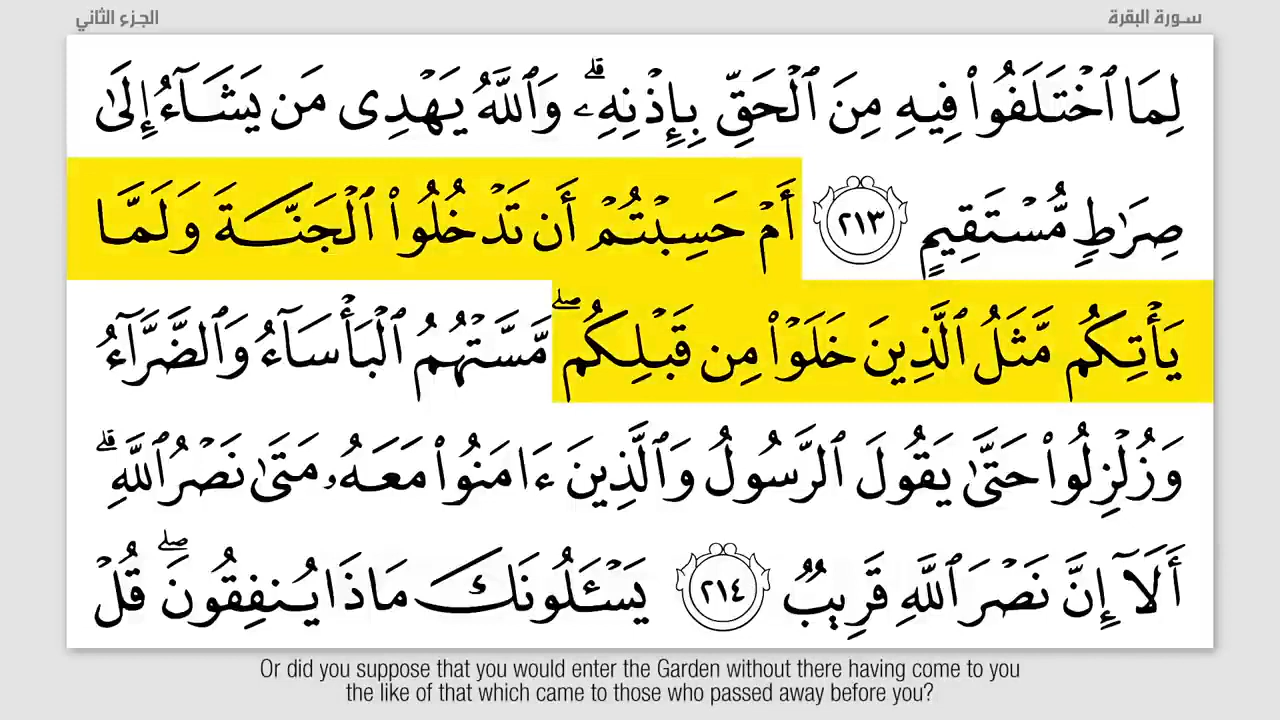 سورة البقرة
الجزء الثاني
لِمَا ٱخْتَلَفُوا۟ فِيهِ مِنَ ٱلْحَقِّ بِإِذْنِهِۦ ۗ وَٱللَّهُ يَهْدِى مَن يَشَآءُ إِلَىٰ
صِرَٰطٍ مُّسْتَقِيمٍ ٢١٣ أَمْ حَسِبْتُمْ أَن تَدْخُلُوا۟ ٱلْجَنَّةَ وَلَمَّا
يَأْتِكُم مَّثَلُ ٱلَّذِينَ خَلَوْا۟ مِن قَبْلِكُم ۖ مَّسَّتْهُمُ ٱلْبَأْسَآءُ وَٱلضَّرَّآءُ
وَزُلْزِلُوا۟ حَتَّىٰ يَقُولَ ٱلرَّسُولُ وَٱلَّذِينَ ءَامَنُوا۟ مَعَهُۥ مَتَىٰ نَصْرُ ٱللَّهِ ۗ
أَلَآ إِنَّ نَصْرَ ٱللَّهِ قَرِيبٌ ٢١٤ يَسْـَٔلُونَكَ مَاذَا يُنفِقُونَ ۖ قُلْ
Or did you suppose that you would enter the Garden without there having come to you
the like of that which came to those who passed away before you?